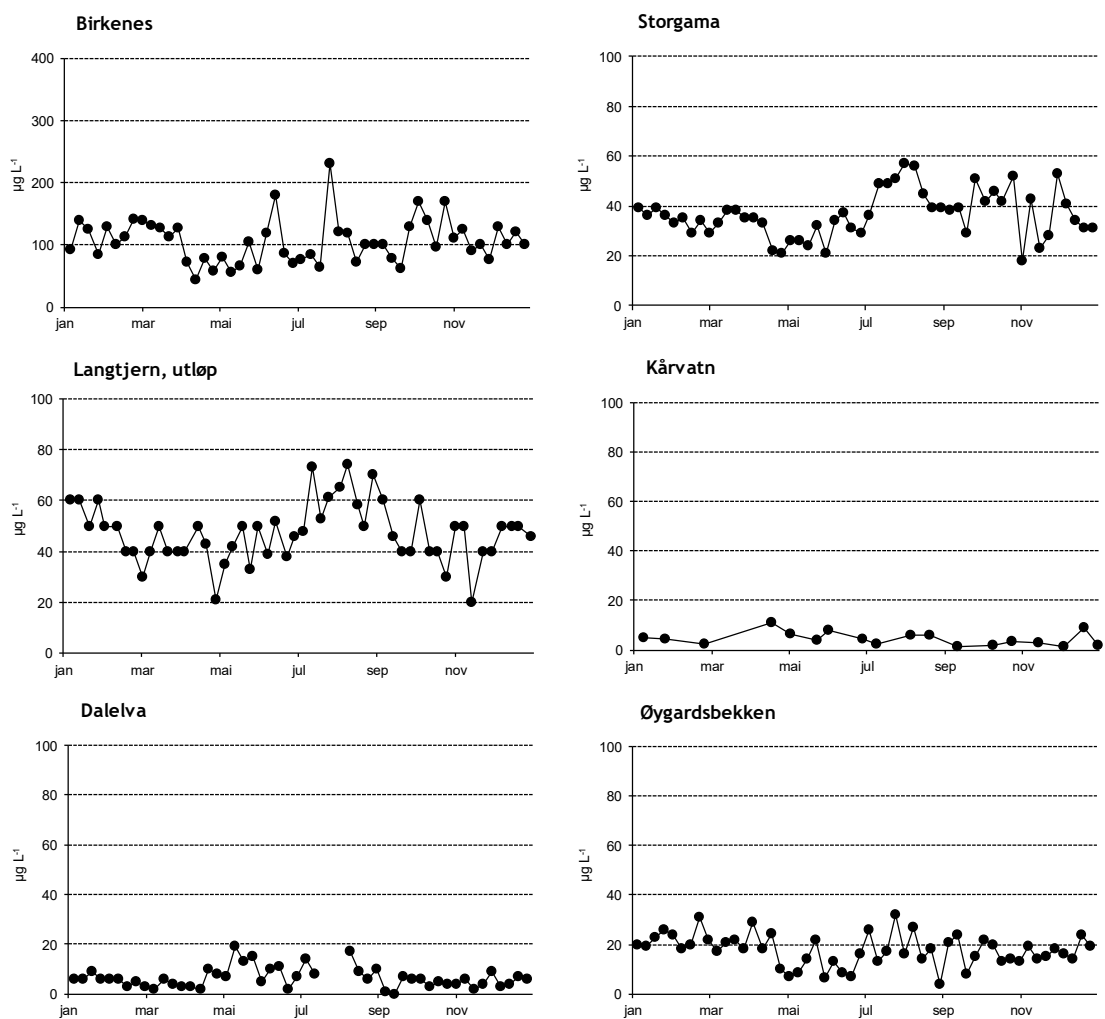 Birkenes
400
300
200
100
0
µg L-1
jan mar mai jul sep nov
Storgama
100
80
60
40
20
0
µg L-1
jan mar mai jul sep nov
Langtjern, utløp
100
80
60
40
20
0
µg L-1
jan mar mai jul sep nov
Kårvatn
100
80
60
40
20
0
µg L-1
jan mar mai jul sep nov
Dalelva
100
80
60
40
20
0
µg L-1
jan mar mai jul sep nov
Øygardsbekken
100
80
60
40
20
0
µg L-1
jan mar mai jul sep nov